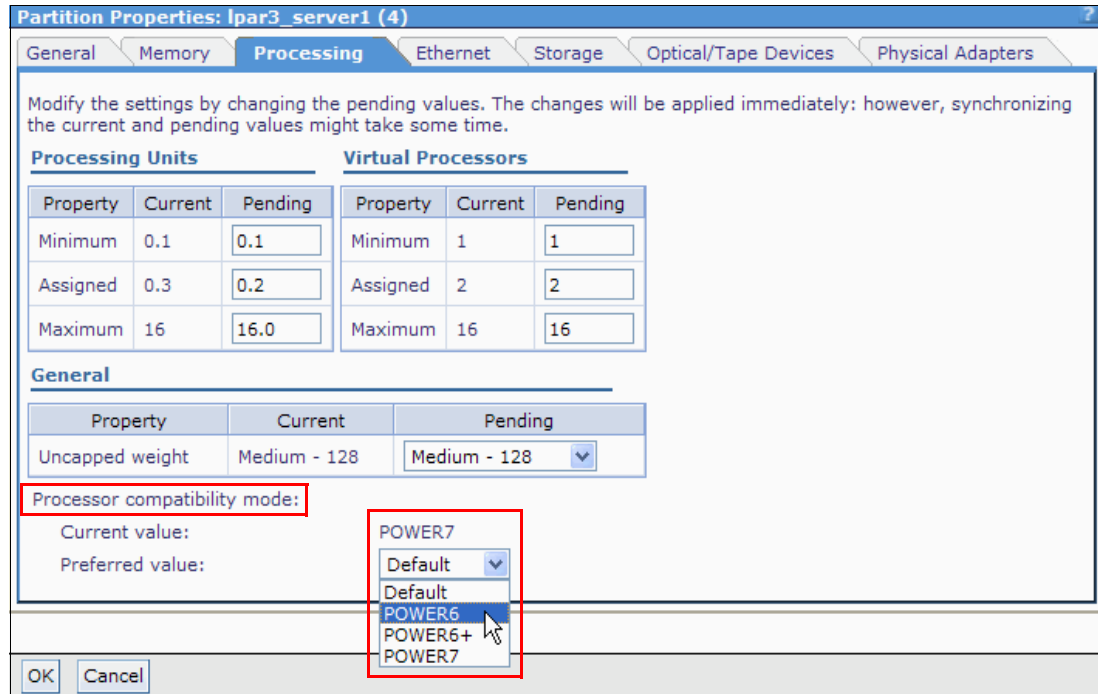 Partition Properties: lpar3_server1 (4) ?
General Memory Processing Ethernet Storage Optical/Tape Devices Physical Adapters
Modify the settings by changing the pending values. The changes will be applied immediately: however, synchronizing
the current and pending values might take some time.
Processing Units Virtual Processors
Property Current Pending Property Current Pending
Minimum 0.1 0.1 Minimum 1 1
Assigned 0.3 0.2 Assigned 2 2
Maximum 16 16.0 Maximum 16 16
General
Property Current Pending
Uncapped weight Medium - 128 Medium - 128
Processor compatibility mode:
Current value: POWER7
Preferred value: Default
Default
POWER6
POWER6+
POWER7
OK Cancel